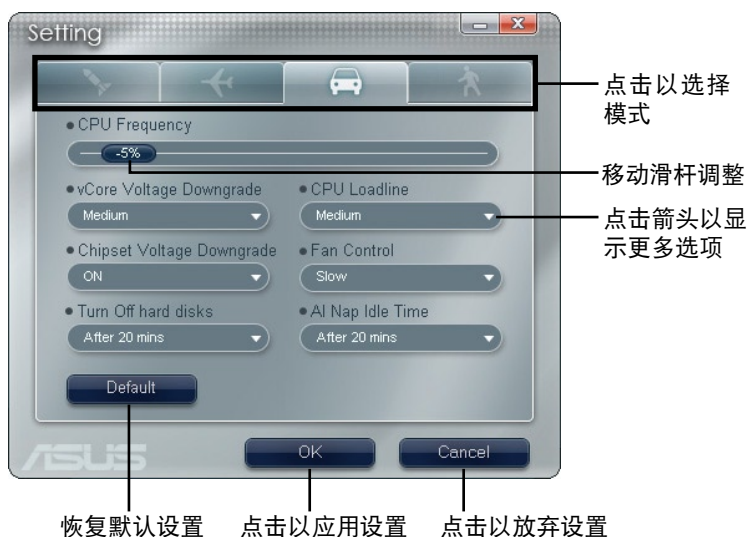 Setting
点击以选择
模式
CPU Frequency
-5%
移动滑杆调整
vCore Voltage Downgrade
CPU Loadline
Medium
Medium
点击箭头以显
示更多选项
Chipset Voltage Downgrade
Fan Control
ON
Slow
Turn Off hard disks
AI Nap Idle Time
After 20 mins
After 20 mins
Default
ASUS
OK
Cancel
恢复默认设置
点击以应用设置
点击以放弃设置